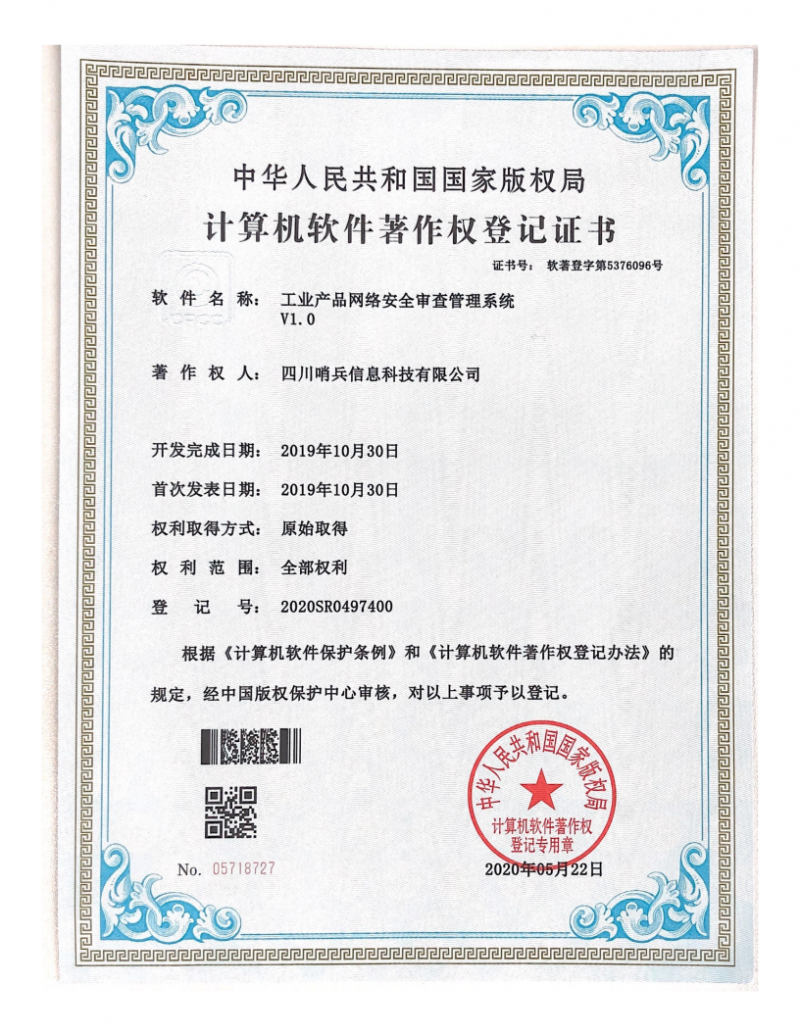 中华人民共和国国家版权局
计算机软件著作权登记证书
证书号： 软著登字第5376096号
软件名称： 工业产品网络安全审查管理系统
V1.0
著作权人： 四川哨兵信息科技有限公司
开发完成日期： 2019年10月30日
首次发表日期： 2019年10月30日
权利取得方式： 原始取得
权利范围： 全部权利
登记号： 2020SR0497400
根据《计算机软件保护条例》和《计算机软件著作权登记办法》的
规定，经中国版权保护中心审核，对以上事项予以登记。
中华人民共和国国家版权局
计算机软件著作权
登记专用章
No. 05718727
2020年05月22日